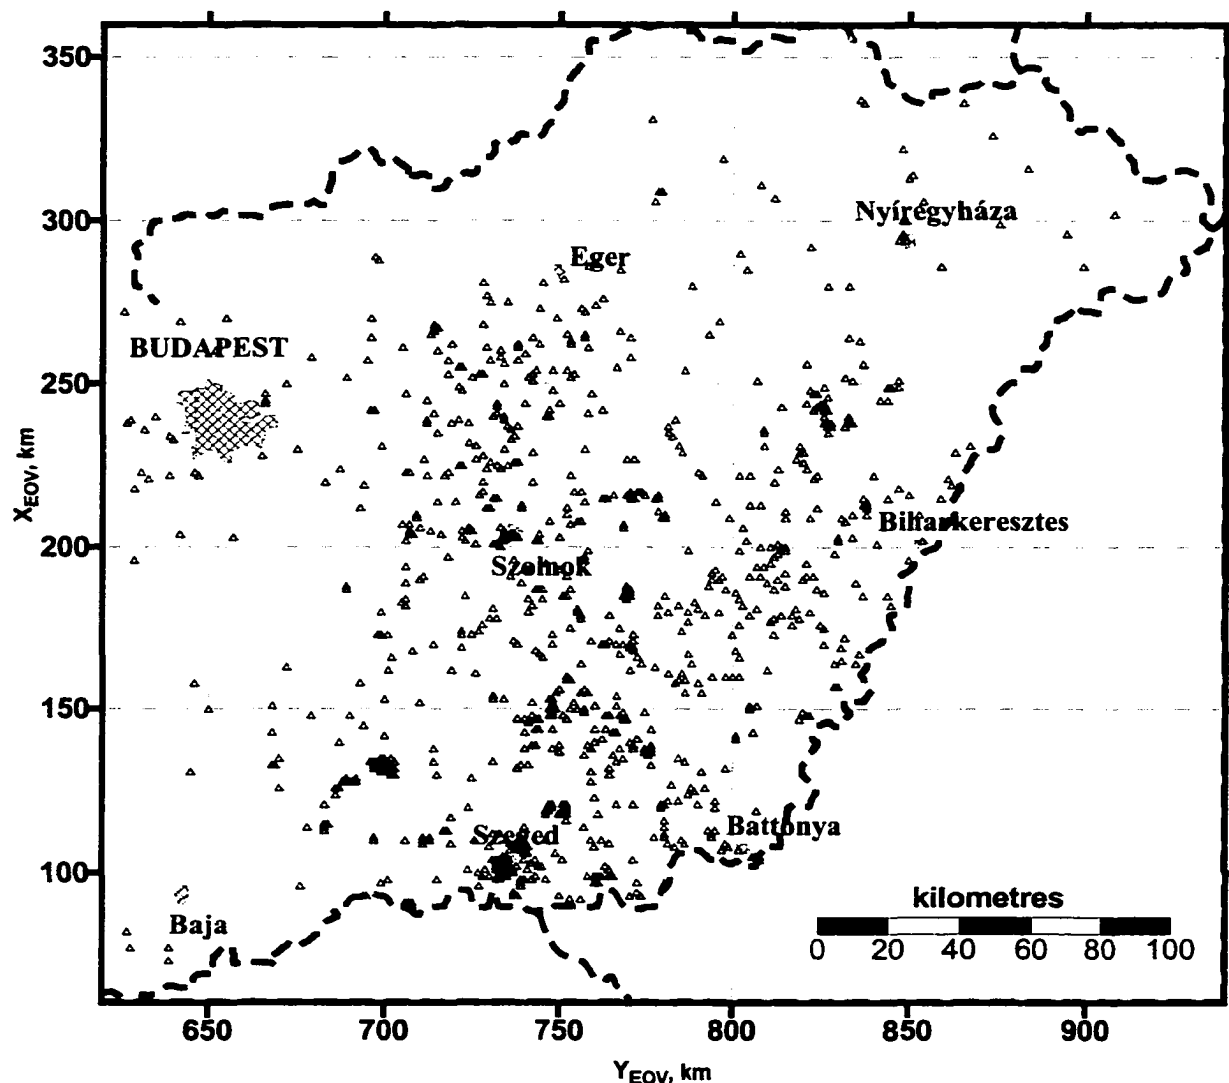 350
300
250
200
150
100
X_EOV, km
Nyíregyháza
Eger
BUDAPEST
Biharkeresztes
Szolnok
Battonya
Szeged
Baja
kilometres
0 20 40 60 80 100
650 700 750 800 850 900
Y_EOV, km